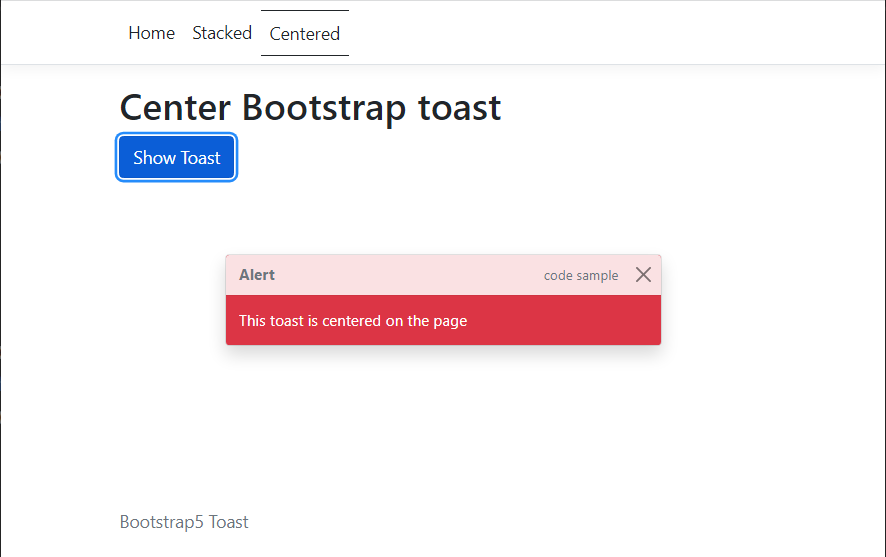 Home Stacked Centered
Center Bootstrap toast
Show Toast
Alert code sample
This toast is centered on the page
Bootstrap5 Toast